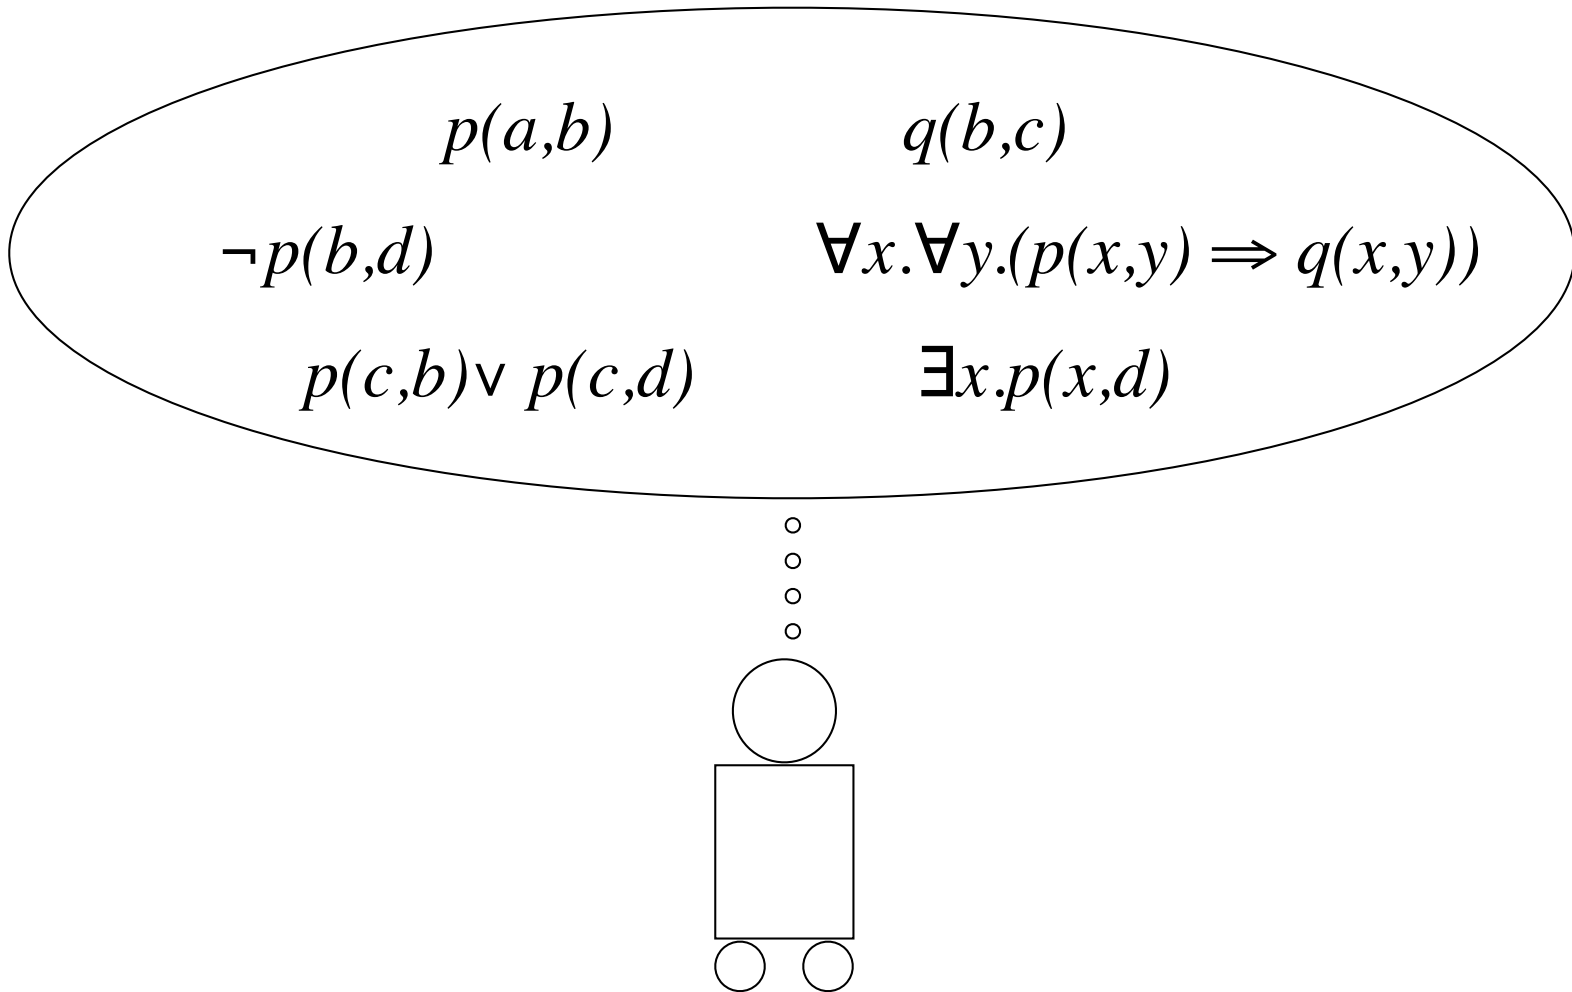 p(a,b) q(b,c)
¬p(b,d) ∀x.∀y.(p(x,y) ⇒ q(x,y))
p(c,b)∨ p(c,d) ∃x.p(x,d)